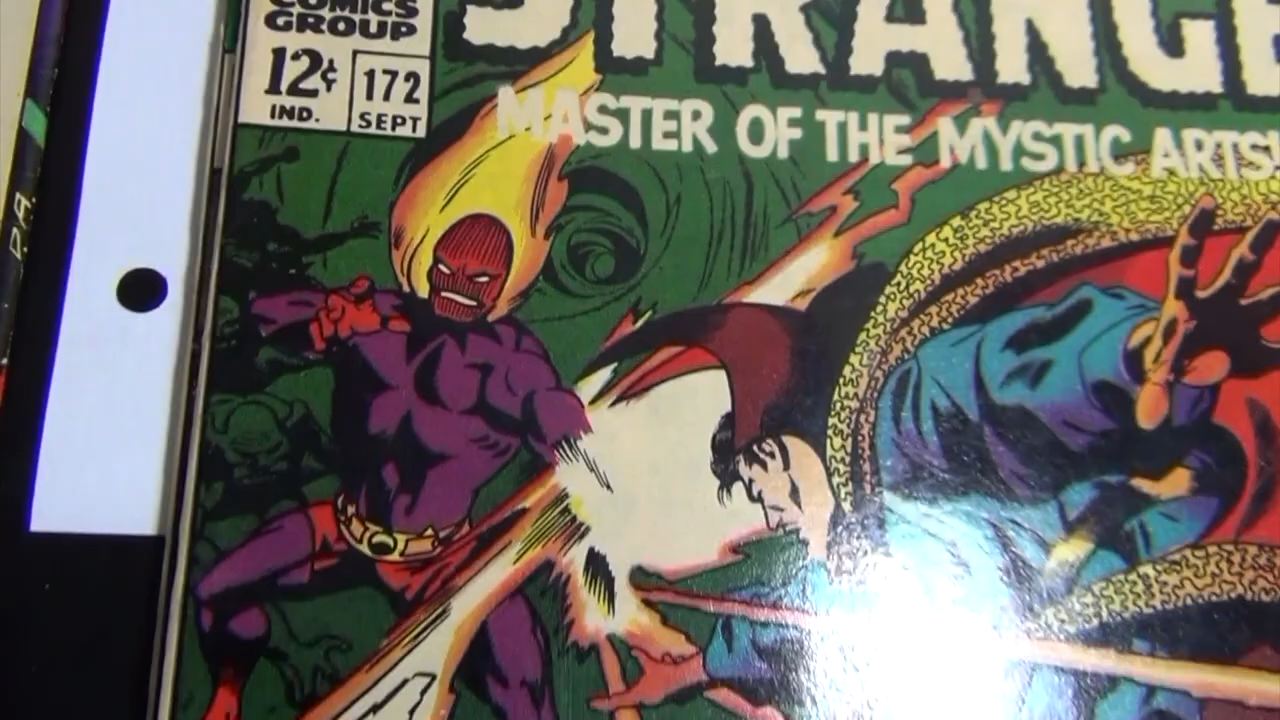 COMICS
GROUP
12¢
IND.
172
SEPT
STRANGE
MASTER OF THE MYSTIC ARTS!
P.A.